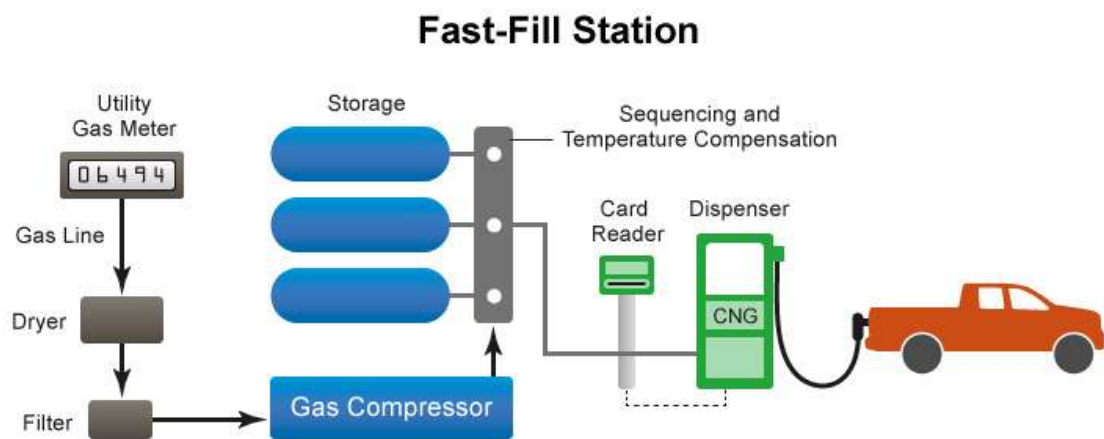 Fast-Fill Station
Utility
Gas Meter
06494
Gas Line
Dryer
Filter
Storage
Gas Compressor
Sequencing and
Temperature Compensation
Card
Reader
Dispenser
CNG